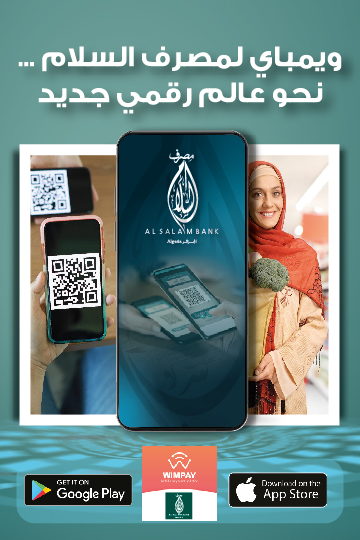 ويمباي لمصرف السلام ...
نحو عالم رقمي جديد
مصرف
السلام
AL SALAM BANK
Algeria الجزائر
GET IT ON
Google Play
WIMPAY
Download on the
App Store